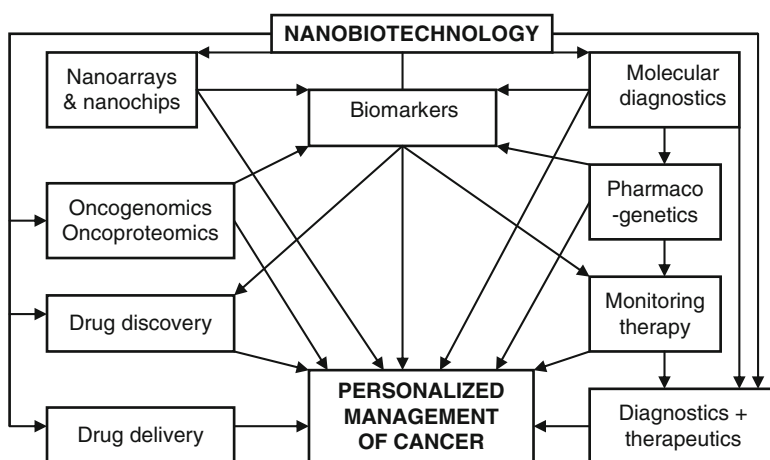 NANOBIOTECHNOLOGY
Nanoarrays
& nanochips
Biomarkers
Molecular
diagnostics
Oncogenomics
Oncoproteomics
Pharmaco
-genetics
Drug discovery
Monitoring
therapy
PERSONALIZED
MANAGEMENT
OF CANCER
Drug delivery
Diagnostics +
therapeutics